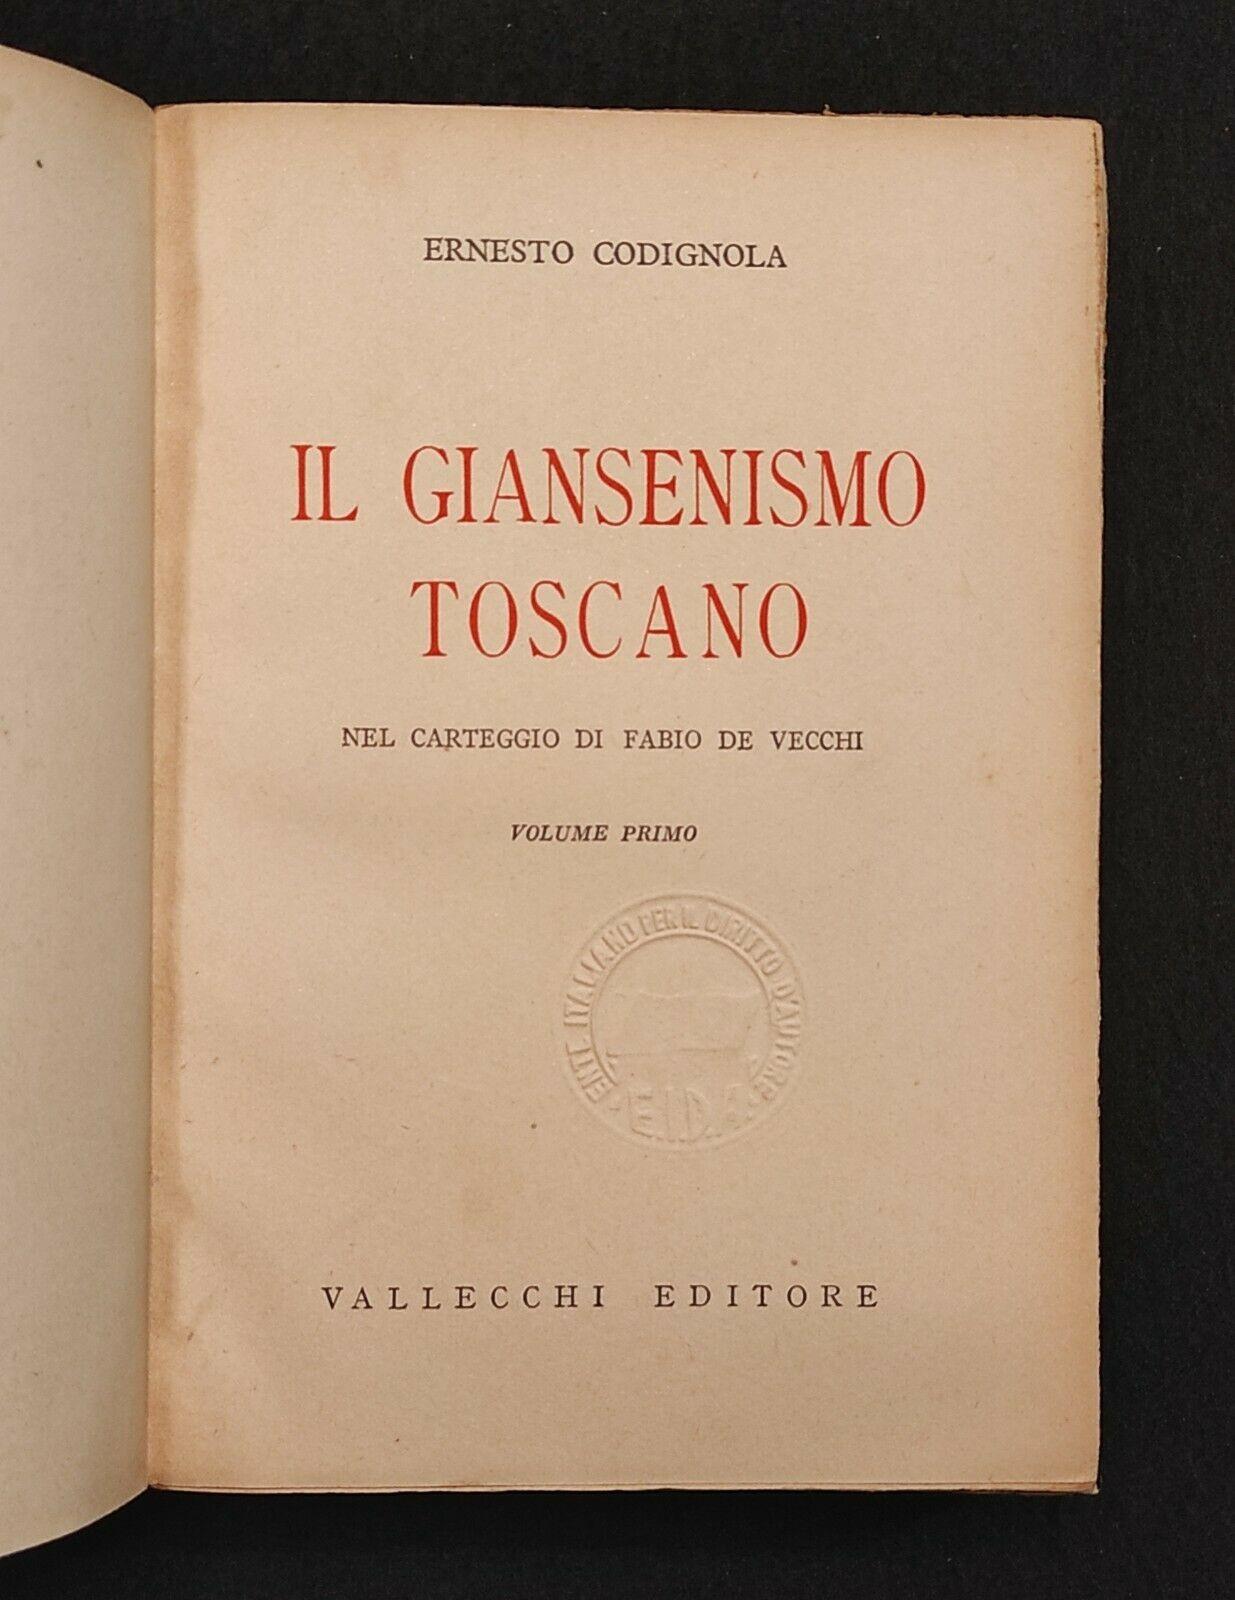 ERNESTO CODIGNOLA
IL GIANSENISMO
TOSCANO
NEL CARTEGGIO DI FABIO DE VECCHI
VOLUME PRIMO
ENTE ITALIANO PER IL DIRITTO D'AUTORE
E.I.D.A.
VALLECCHI EDITORE